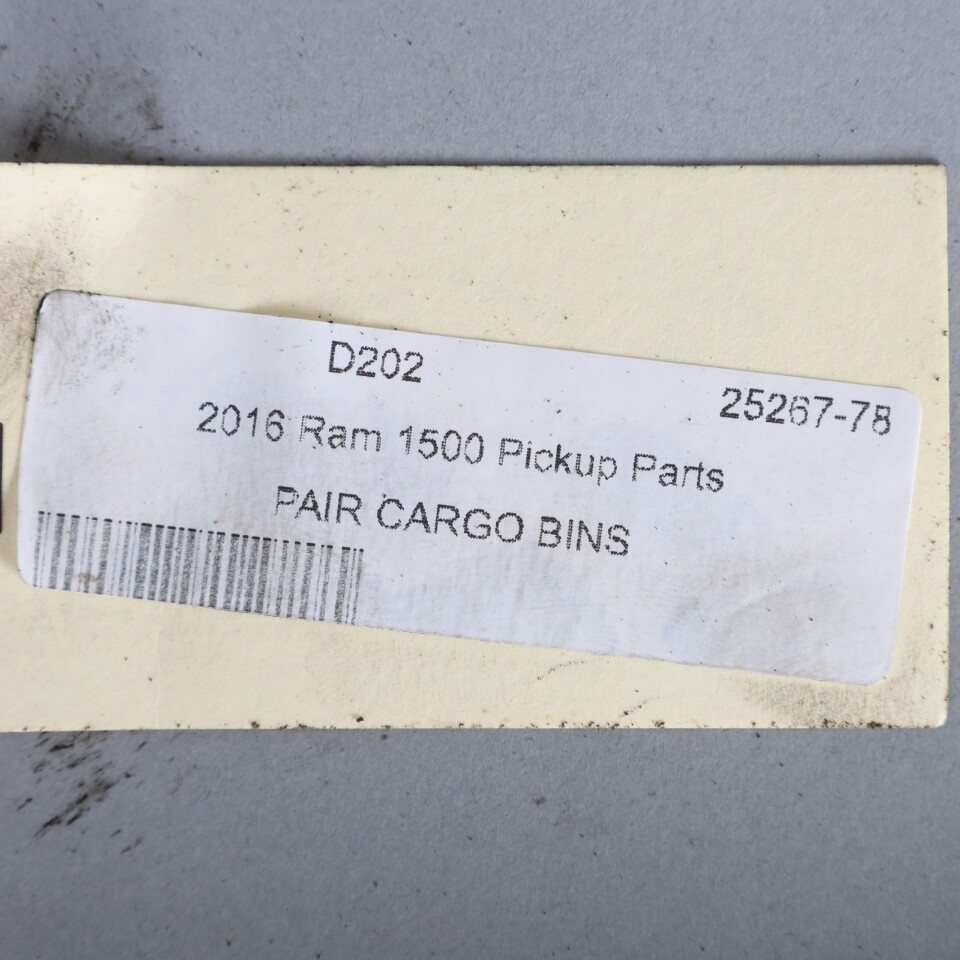 D202
25267-78
2016 Ram 1500 Pickup Parts
PAIR CARGO BINS